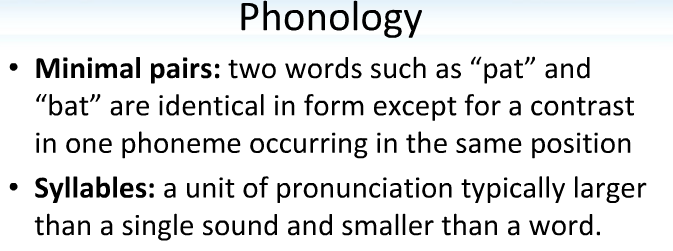 Phonology
• Minimal pairs: two words such as “pat” and
“bat” are identical in form except for a contrast
in one phoneme occurring in the same position
• Syllables: a unit of pronunciation typically larger
than a single sound and smaller than a word.